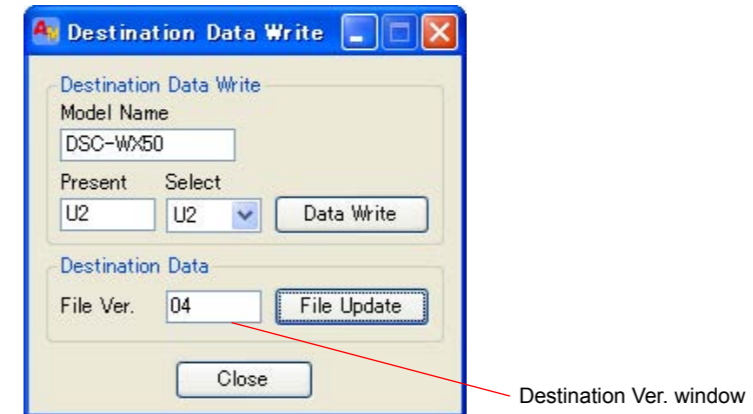 Destination Data Write
Destination Data Write
Model Name
DSC-WX50
Present Select
U2 U2 Data Write
Destination Data
File Ver. 04 File Update
Close
Destination Ver. window